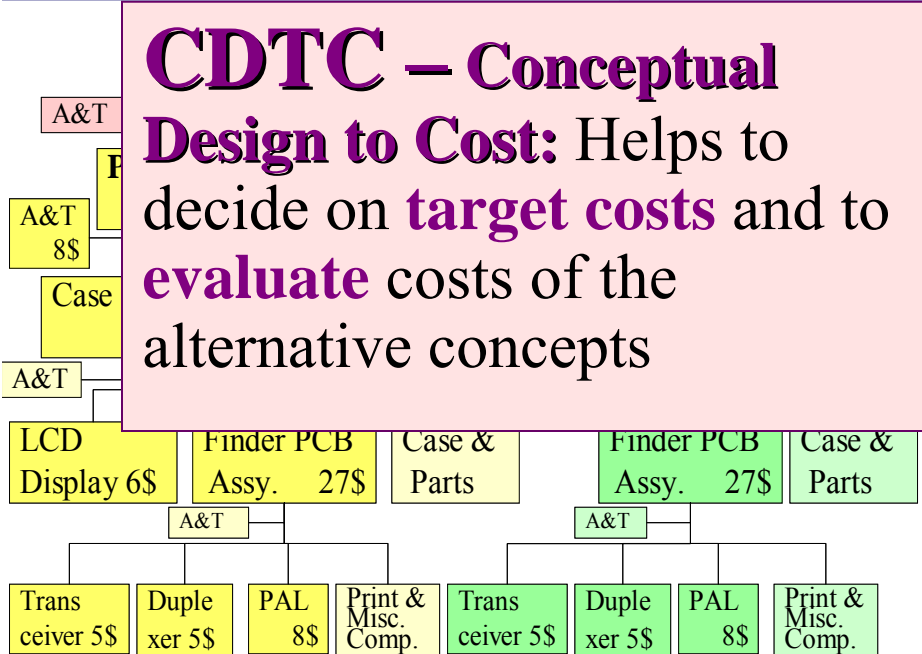 CDTC – Conceptual
Design to Cost: Helps to
decide on target costs and to
evaluate costs of the
alternative concepts
A&T
P
A&T
8$
Case
A&T
LCD
Display 6$
Finder PCB
Assy. 27$
Case &
Parts
Finder PCB
Assy. 27$
Case &
Parts
A&T
A&T
Trans
ceiver 5$
Duple
xer 5$
PAL
8$
Print &
Misc.
Comp.
Trans
ceiver 5$
Duple
xer 5$
PAL
8$
Print &
Misc.
Comp.